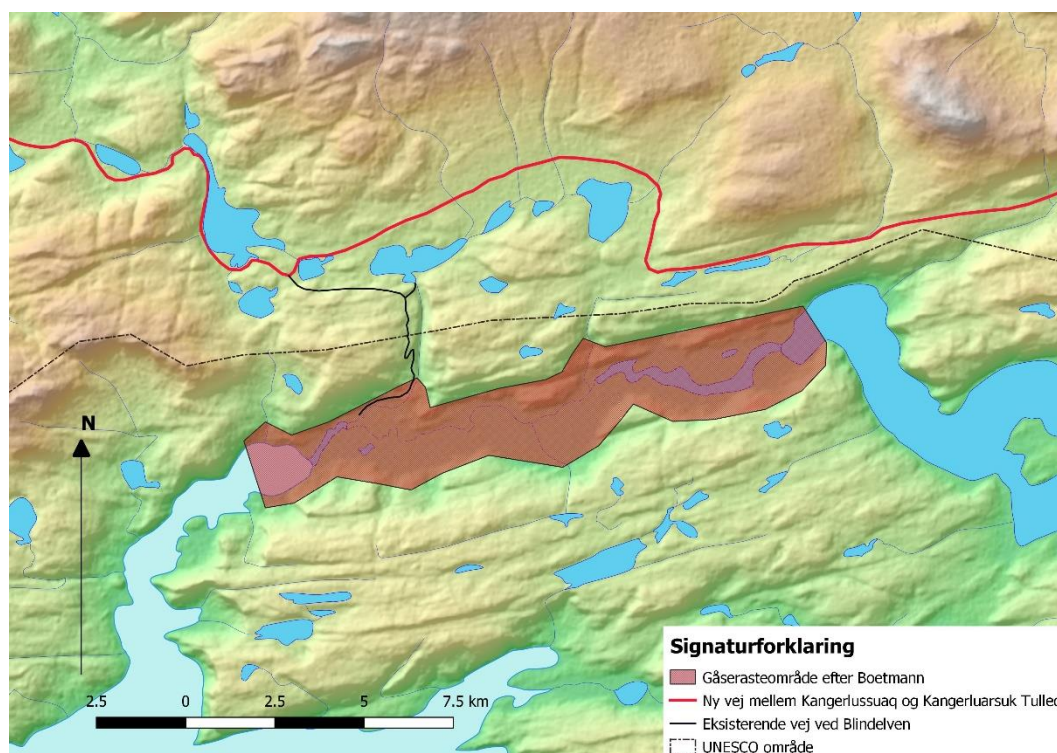 N
2.5 0 2.5 5 7.5 km
Signaturforklaring
Gåserasteområde efter Boetmann
Ny vej mellem Kangerlussuaq og Kangerluarsuk Tulleq
Eksisterende vej ved Blindelven
UNESCO område